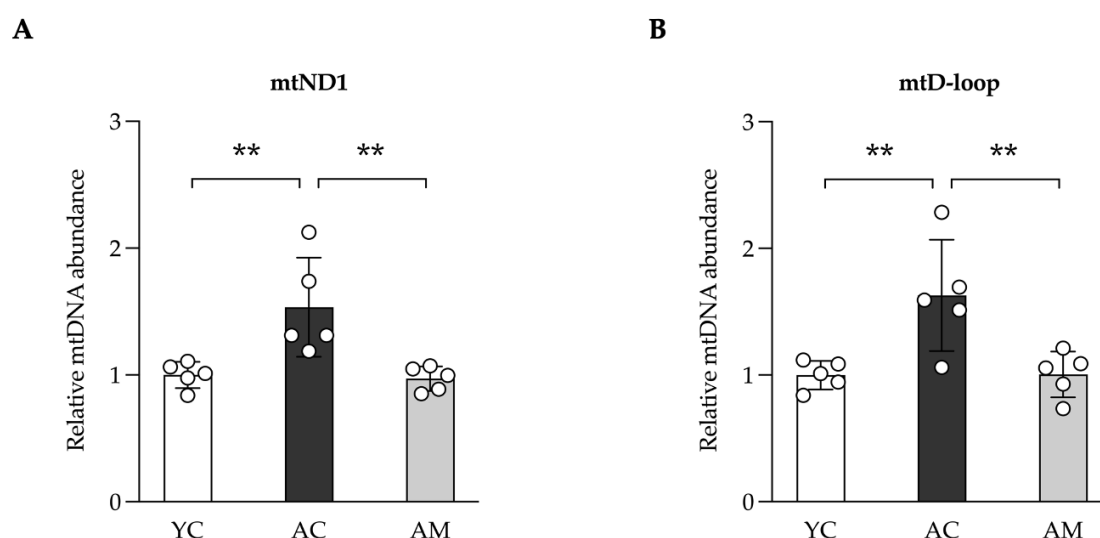 A
mtND1
Relative mtDNA abundance
3
2
1
0
** **
YC AC AM
B
mtD-loop
Relative mtDNA abundance
3
2
1
0
** **
YC AC AM